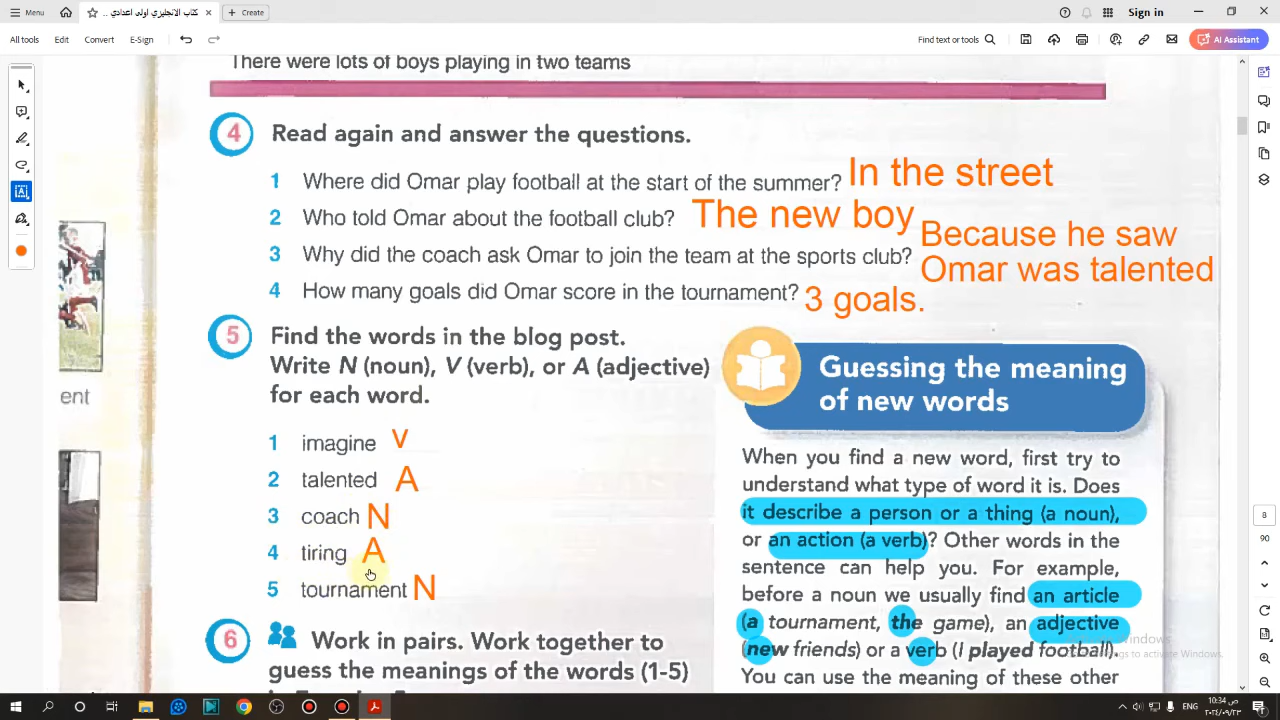 Menu
كتاب الانجليزي اولى اعدادي ..
Create
Sign in
All tools Edit Convert E-Sign
Find text or tools
AI Assistant
There were lots of boys playing in two teams
4 Read again and answer the questions.
1 Where did Omar play football at the start of the summer? In the street
2 Who told Omar about the football club? The new boy
3 Why did the coach ask Omar to join the team at the sports club? Because he saw
Omar was talented
4 How many goals did Omar score in the tournament? 3 goals.
5 Find the words in the blog post.
Write N (noun), V (verb), or A (adjective)
for each word.
ent
1 imagine V
2 talented A
3 coach N
4 tiring A
5 tournament N
6 Work in pairs. Work together to
guess the meanings of the words (1-5)
Guessing the meaning
of new words
When you find a new word, first try to
understand what type of word it is. Does
it describe a person or a thing (a noun),
or an action (a verb)? Other words in the
sentence can help you. For example,
before a noun we usually find an article
(a tournament, the game), an adjective
(new friends) or a verb (I played football).
You can use the meaning of these other
8
90
10:34 ص